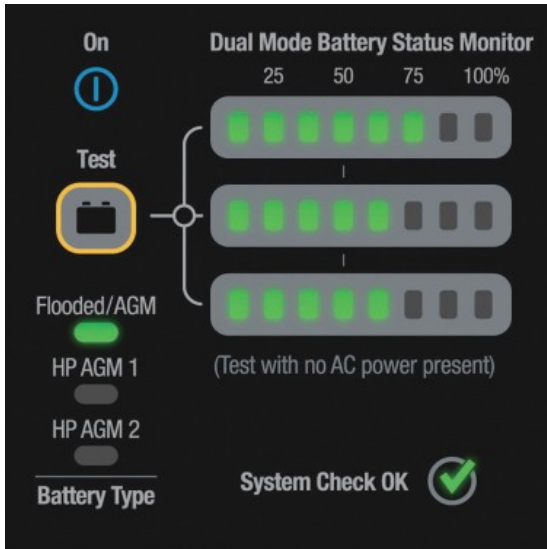 On
Dual Mode Battery Status Monitor
25 50 75 100%
Test
Flooded/AGM
HP AGM 1
(Test with no AC power present)
HP AGM 2
Battery Type
System Check OK